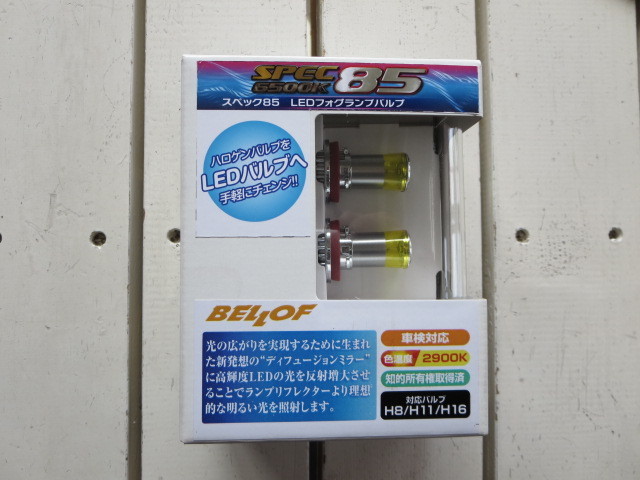 SPEC 85
6500K
スペック85 LEDフォグランプバルブ
ハロゲンバルブを
LEDバルブへ
手軽にチェンジ!!
BELLOF
光の広がりを実現するために生まれ
た新発想の“ディフュージョンミラー”
に高輝度LEDの光を反射増大させ
ることでランプリフレクターより理想
的な明るい光を照射します。
車検対応
色温度 2900K
知的所有権取得済
対応バルブ
H8/H11/H16